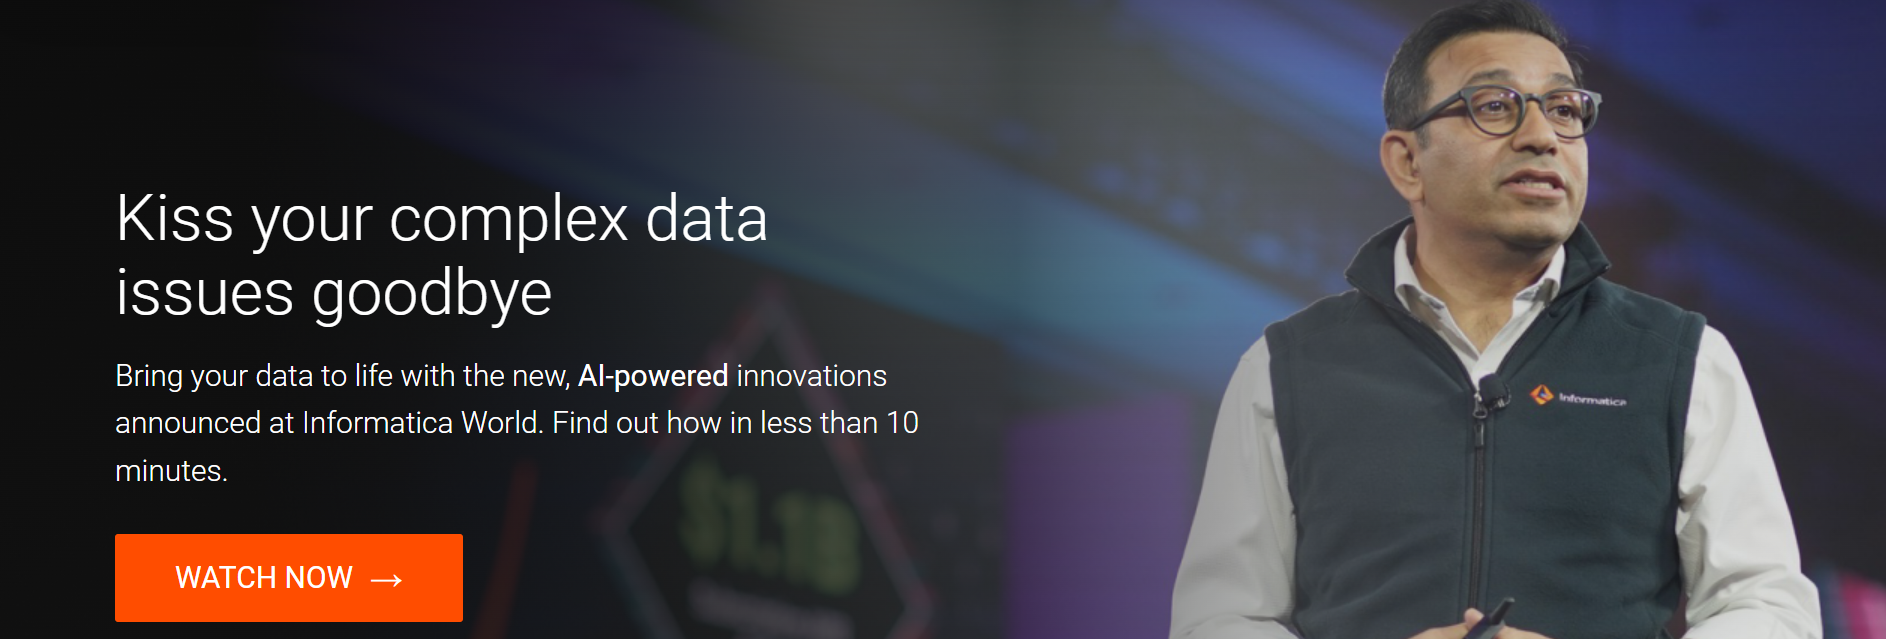 Kiss your complex data
issues goodbye
Bring your data to life with the new, AI-powered innovations
announced at Informatica World. Find out how in less than 10
minutes.
WATCH NOW →
Informatica
$1.1B